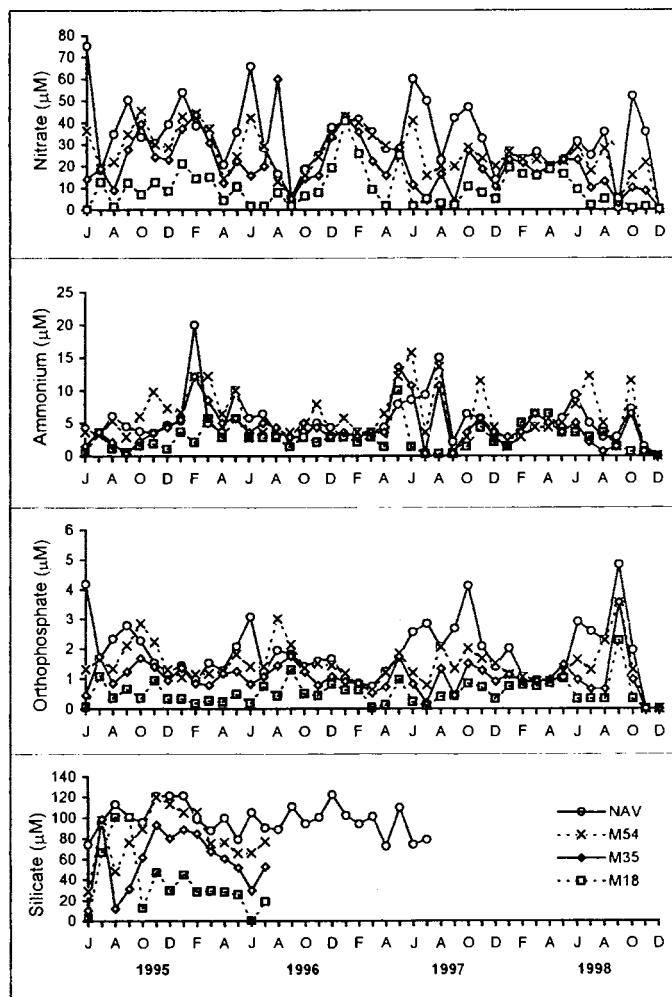 Nitrate (µM)
80
70
60
50
40
30
20
10
0
J A O D F A J A O D F A J A O D F A J A O D
Ammonium (µM)
25
20
15
10
5
0
J A O D F A J A O D F A J A O D F A J A O D
Orthophosphate (µM)
6
5
4
3
2
1
0
J A O D F A J A O D F A J A O D F A J A O D
Silicate (µM)
140
120
100
80
60
40
20
0
NAV
M54
M35
M18
J A O D F A J A O D F A J A O D F A J A O D
1995 1996 1997 1998